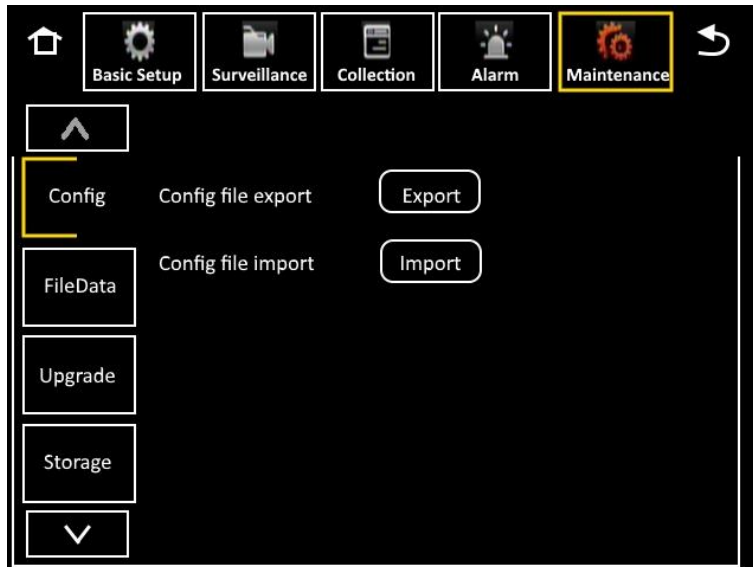 Basic Setup
Surveillance
Collection
Alarm
Maintenance
Config
Config file export
Export
Config file import
Import
FileData
Upgrade
Storage